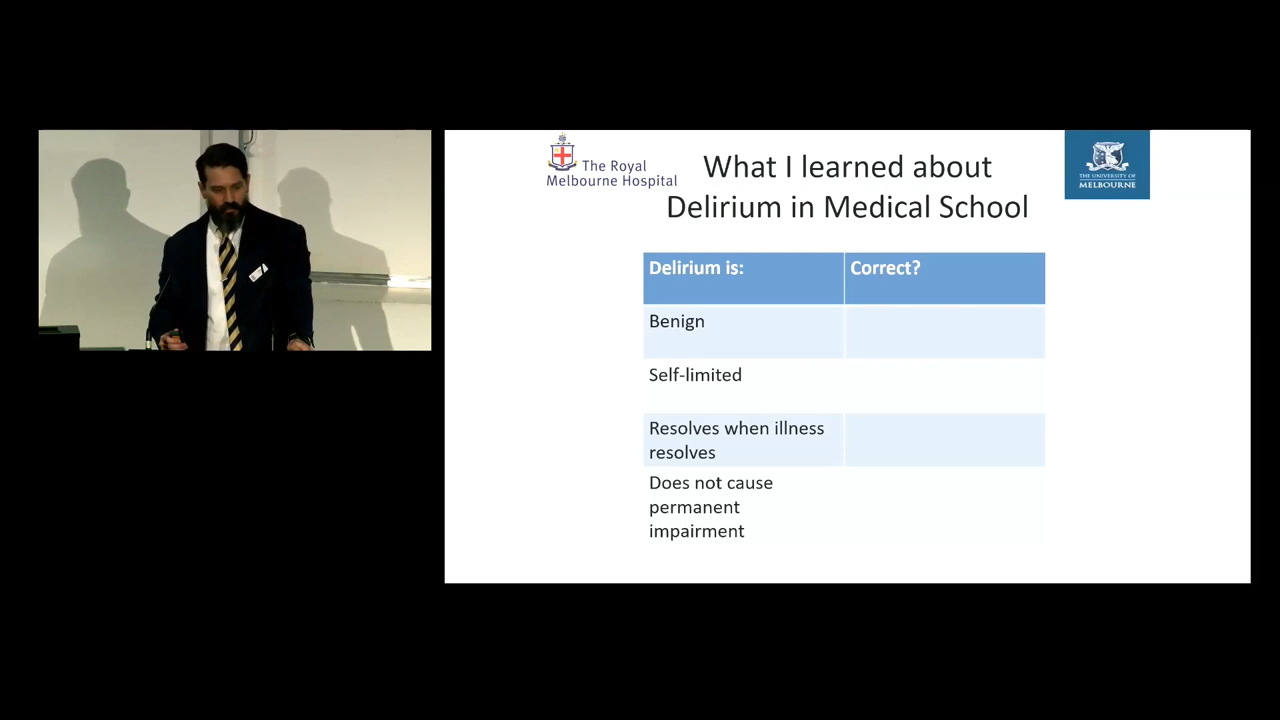 The Royal
Melbourne Hospital
What I learned about
Delirium in Medical School
THE UNIVERSITY OF
MELBOURNE
Delirium is:
Correct?
Benign
Self-limited
Resolves when illness
resolves
Does not cause
permanent
impairment